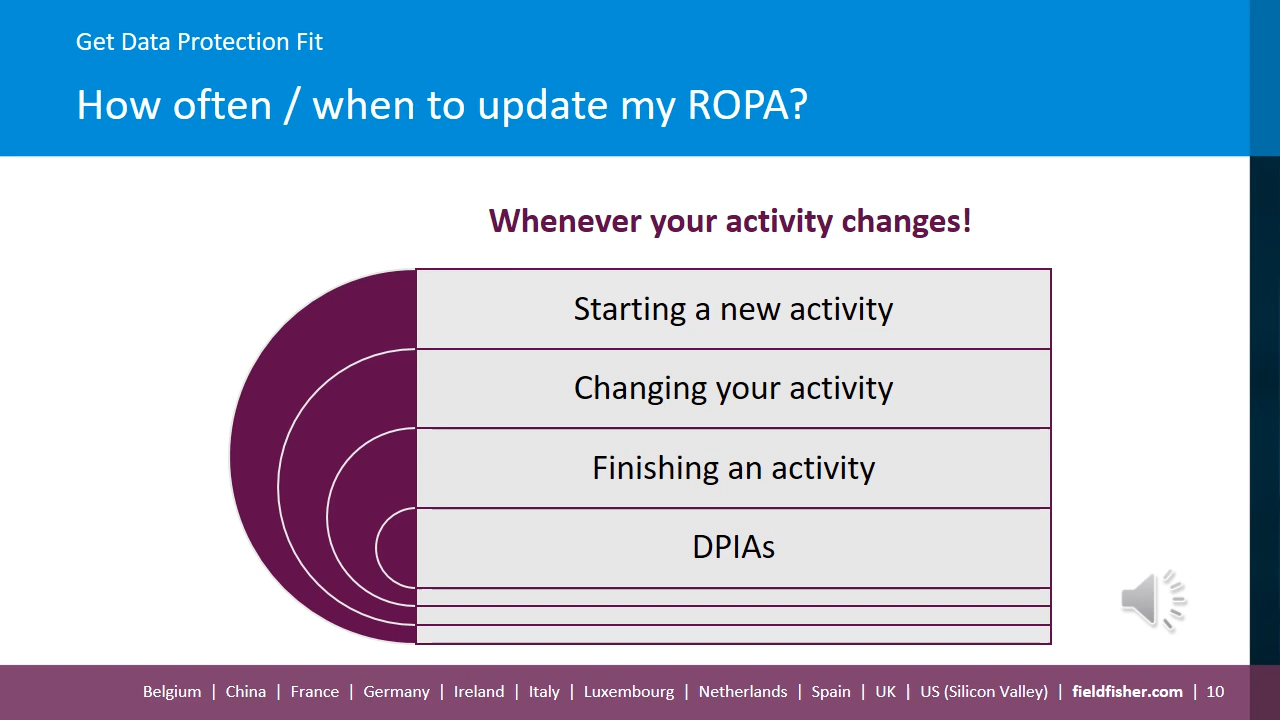 Get Data Protection Fit
How often / when to update my ROPA?
Whenever your activity changes!
Starting a new activity
Changing your activity
Finishing an activity
DPIAs
Belgium | China | France | Germany | Ireland | Italy | Luxembourg | Netherlands | Spain | UK | US (Silicon Valley) | fieldfisher.com | 10